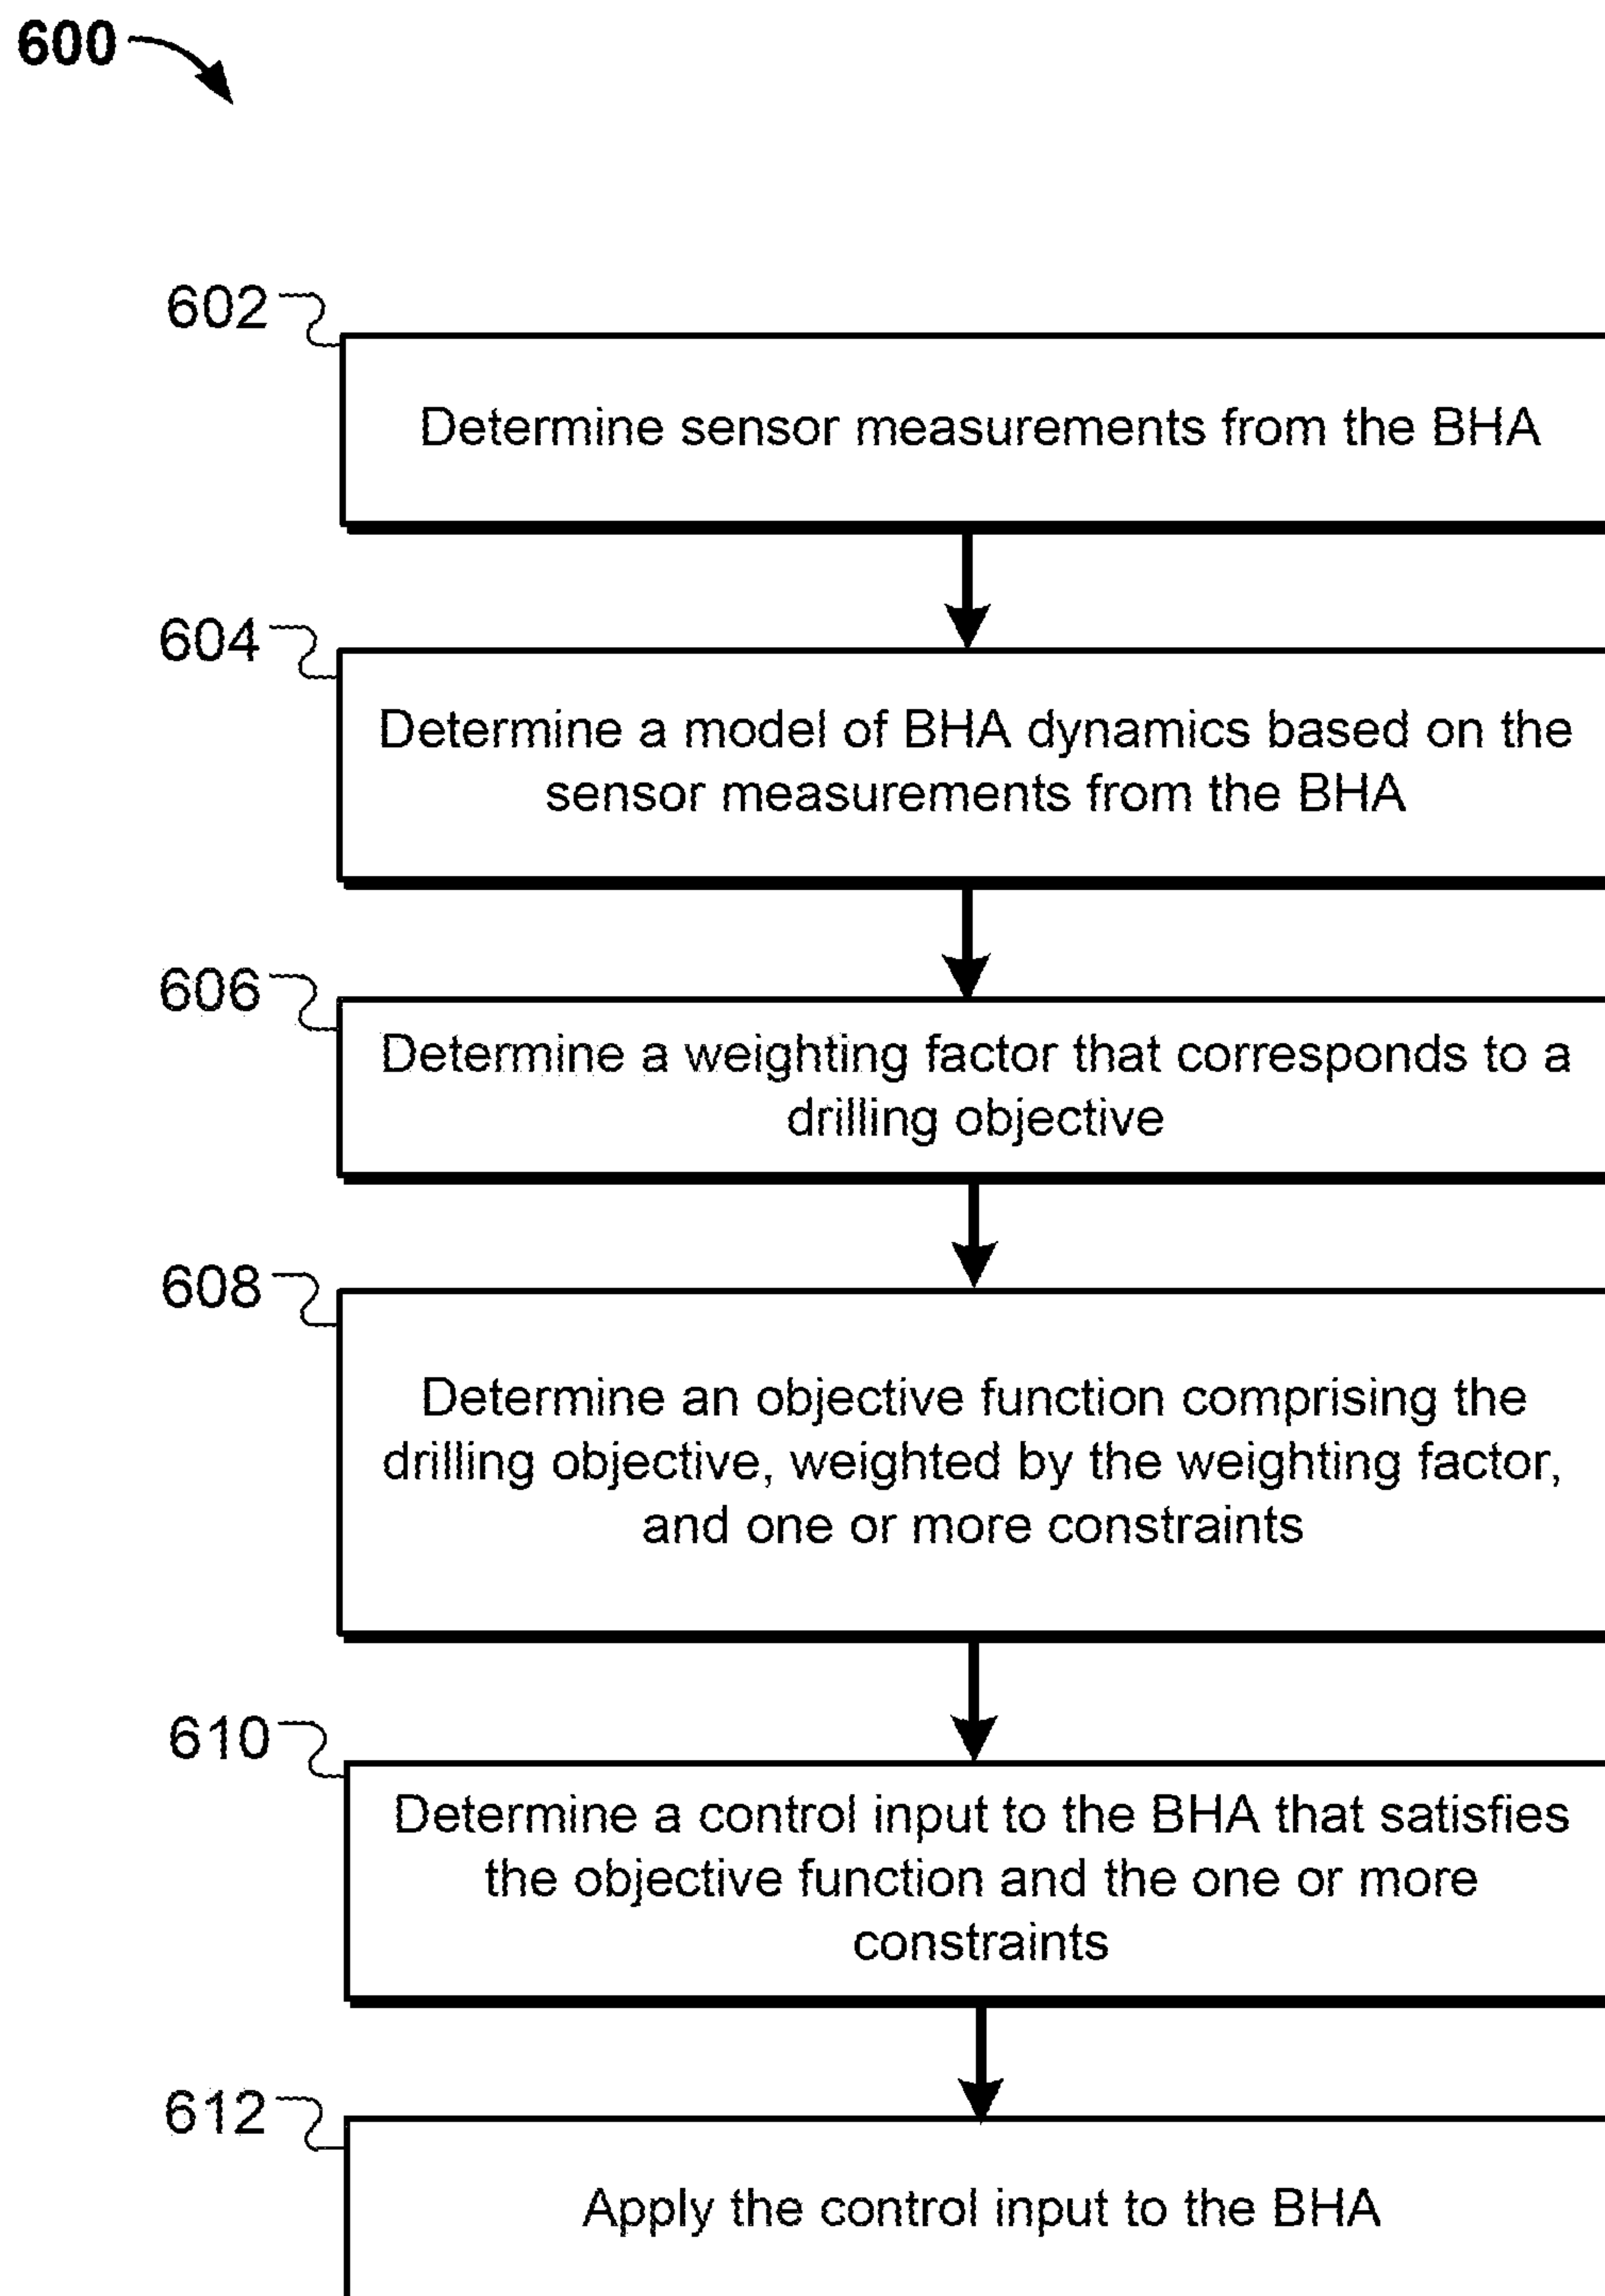 600
602
Determine sensor measurements from the BHA
604
Determine a model of BHA dynamics based on the
sensor measurements from the BHA
606
Determine a weighting factor that corresponds to a
drilling objective
608
Determine an objective function comprising the
drilling objective, weighted by the weighting factor,
and one or more constraints
610
Determine a control input to the BHA that satisfies
the objective function and the one or more
constraints
612
Apply the control input to the BHA